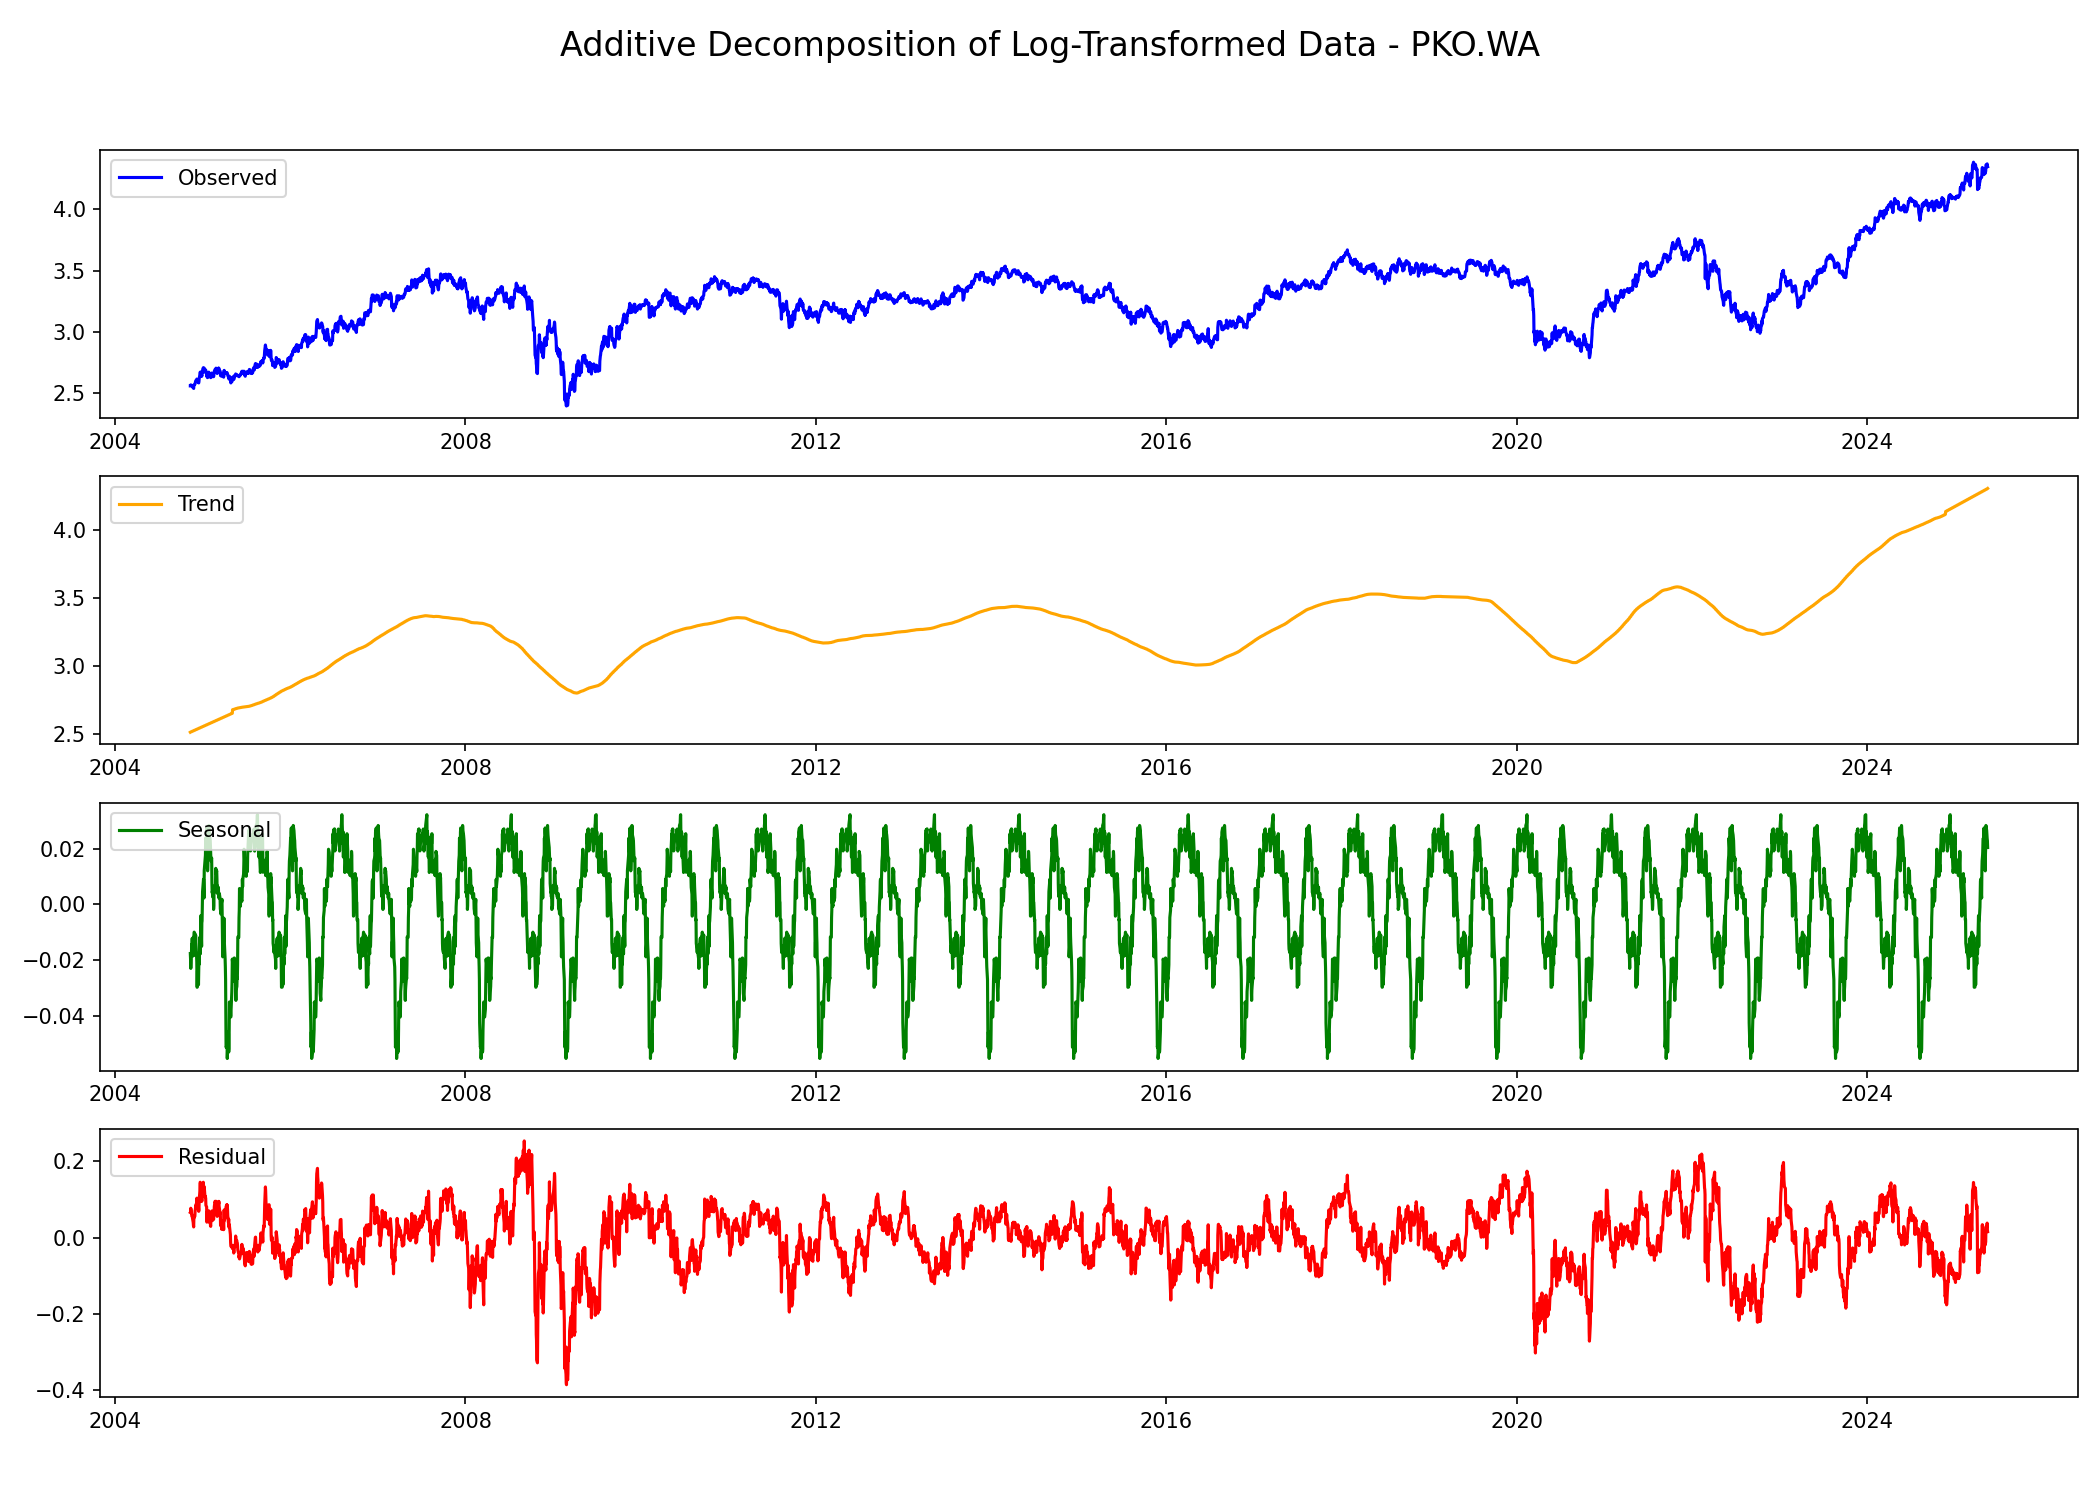 Additive Decomposition of Log-Transformed Data - PKO.WA
Observed
4.0
3.5
3.0
2.5
2004 2008 2012 2016 2020 2024
Trend
4.0
3.5
3.0
2.5
2004 2008 2012 2016 2020 2024
Seasonal
0.02
0.00
−0.02
−0.04
2004 2008 2012 2016 2020 2024
Residual
0.2
0.0
−0.2
−0.4
2004 2008 2012 2016 2020 2024